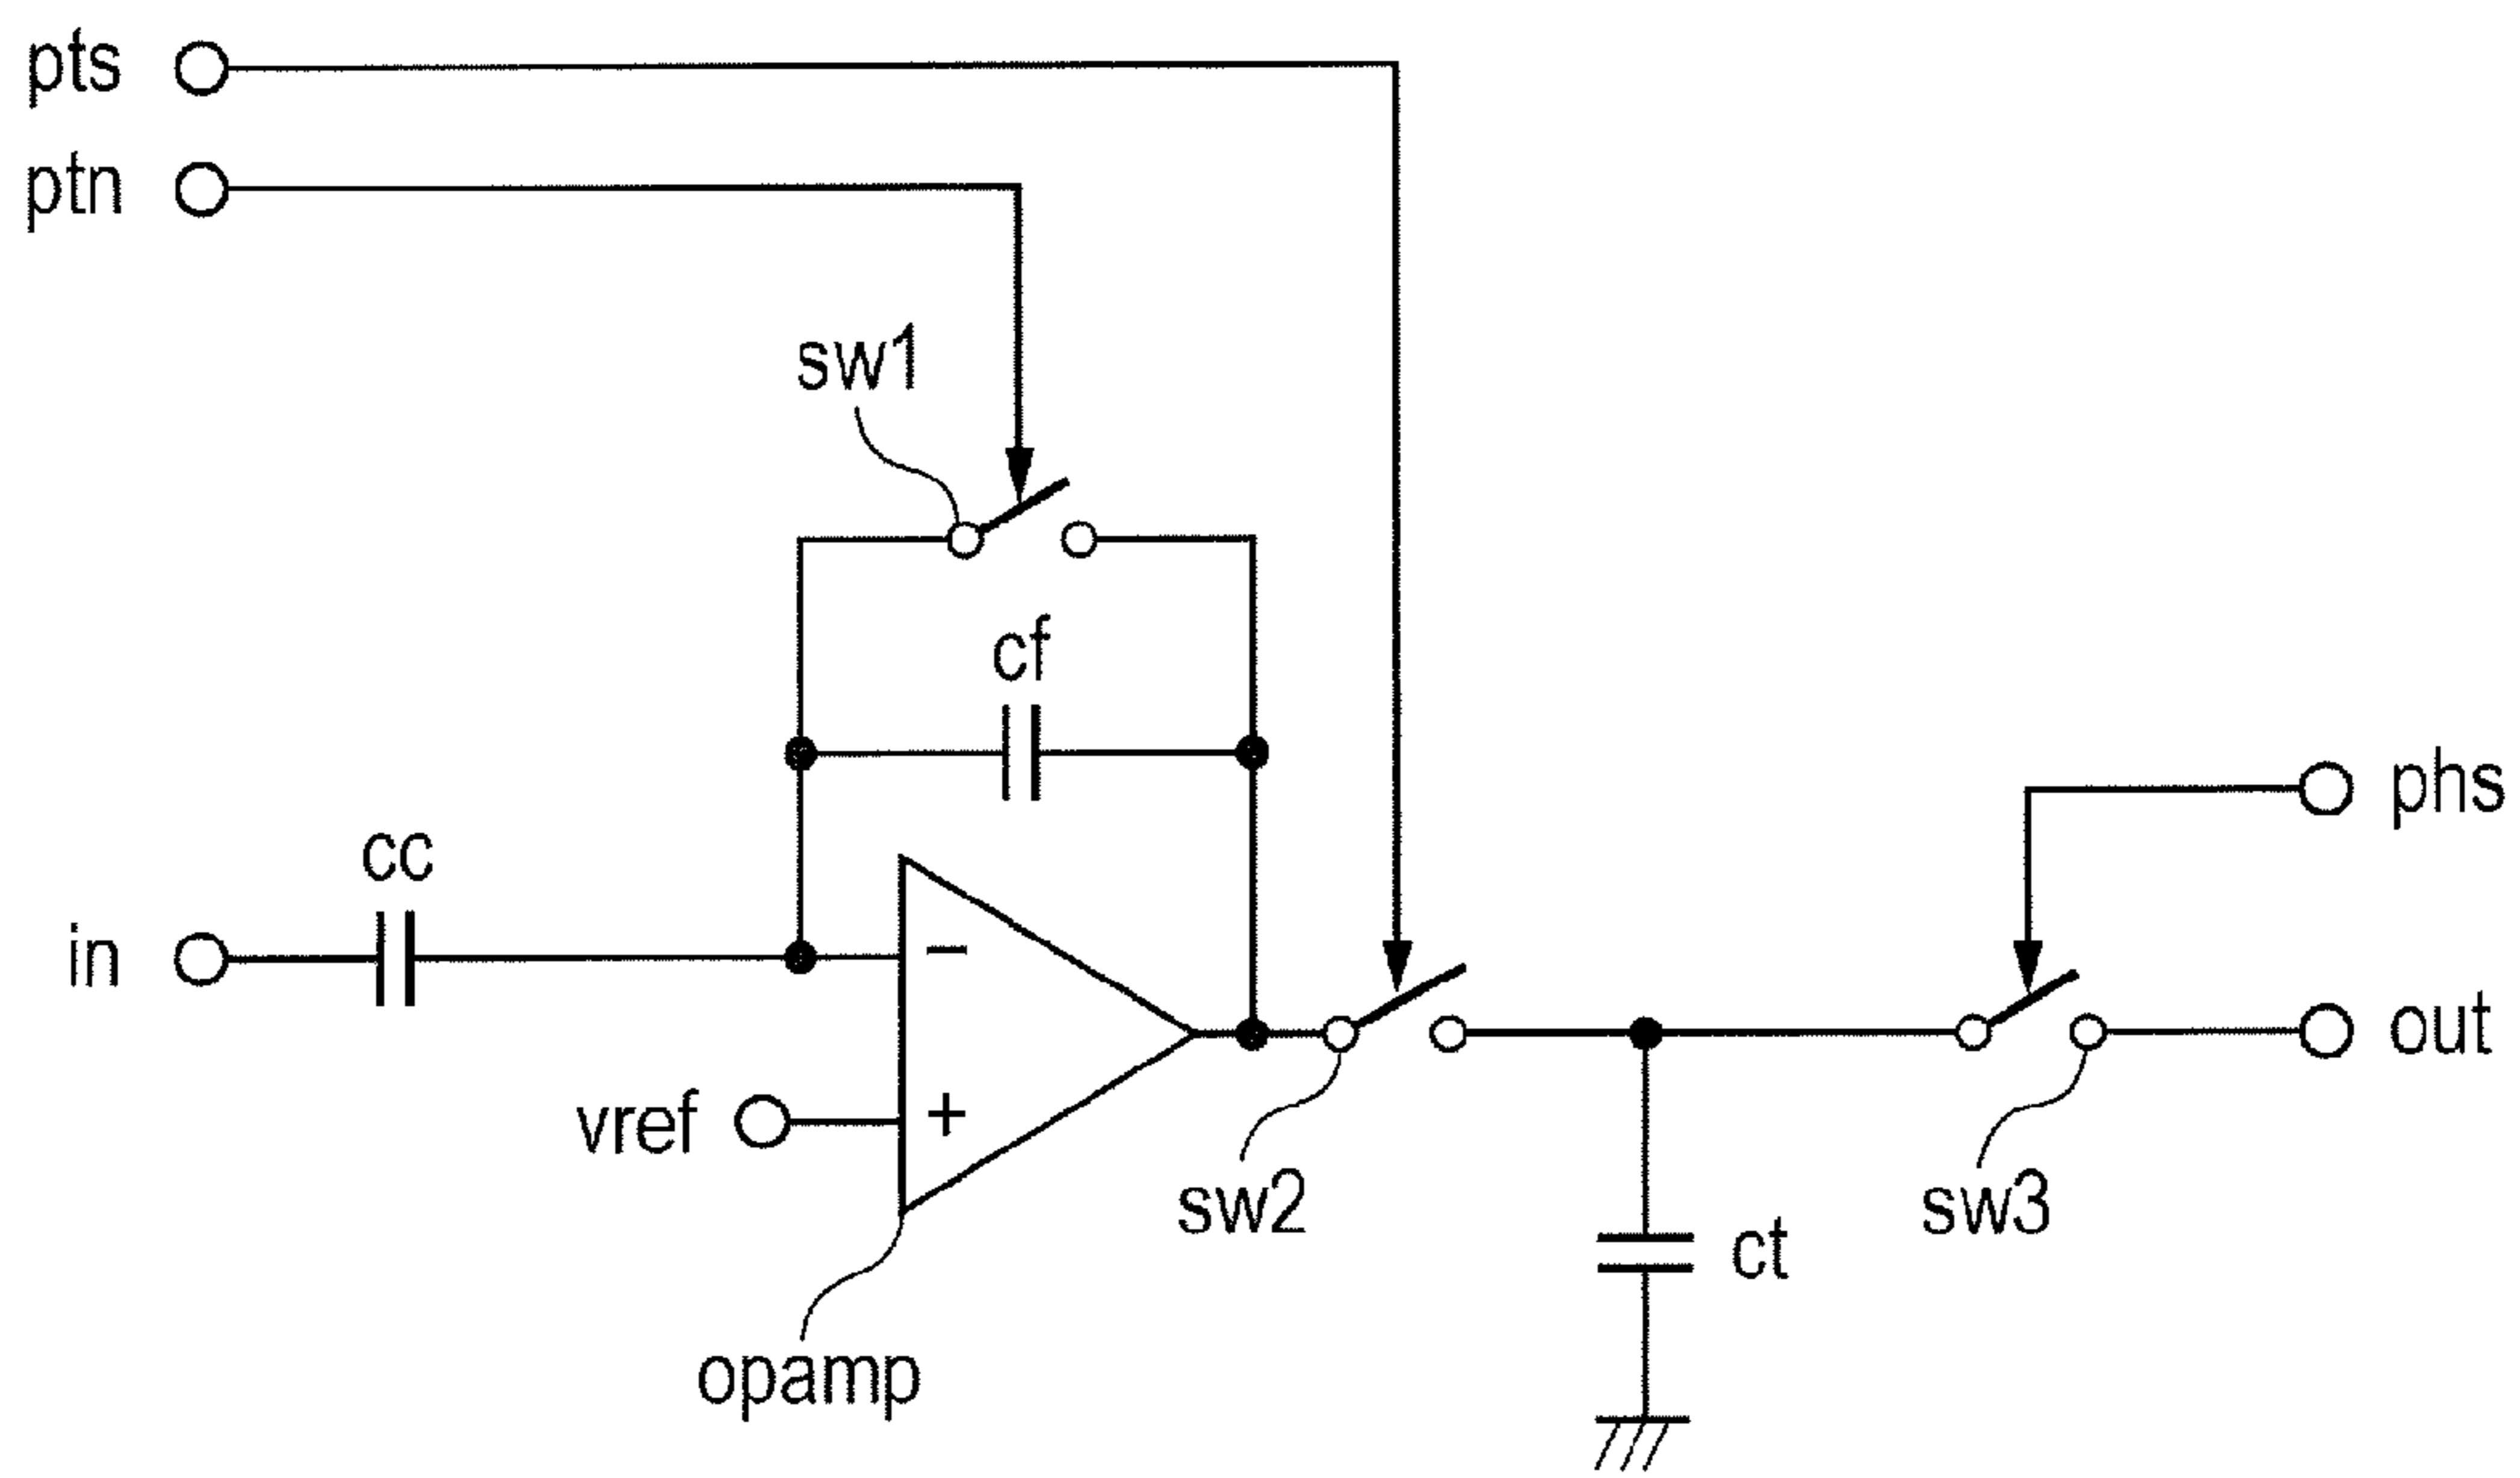 pts
ptn
sw1
cf
phs
cc
in
−
out
vref
+
sw2
sw3
ct
opamp